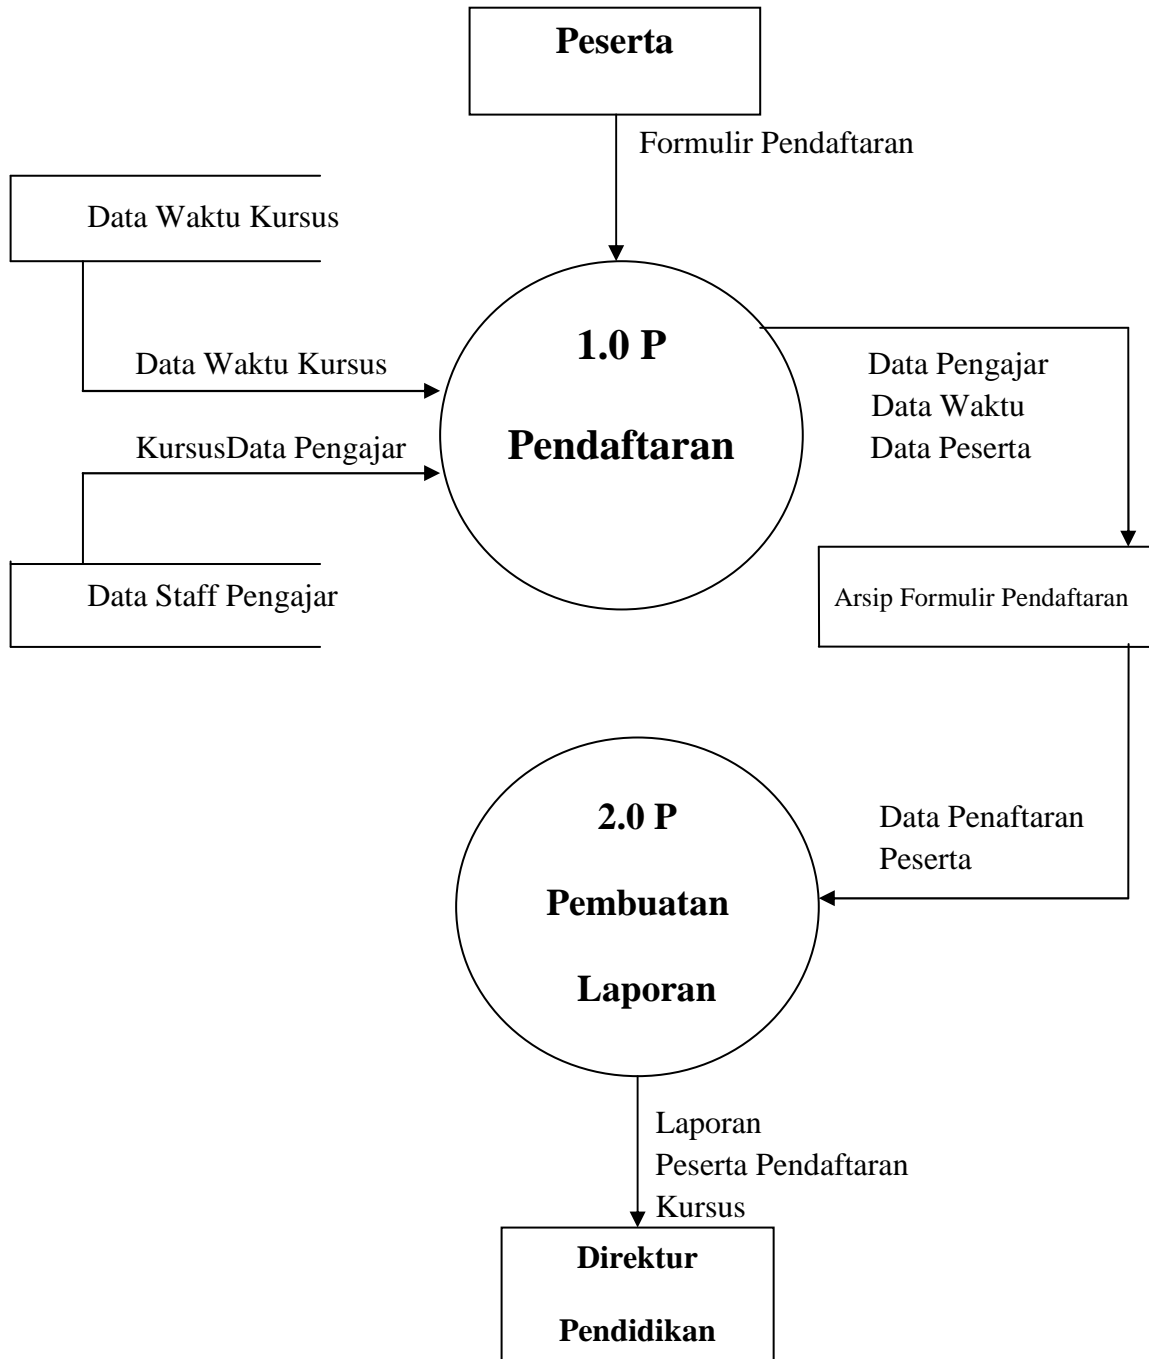 Peserta
Formulir Pendaftaran
Data Waktu Kursus
1.0 P
Pendaftaran
Data Waktu Kursus
KursusData Pengajar
Data Pengajar
Data Waktu
Data Peserta
Data Staff Pengajar
Arsip Formulir Pendaftaran
2.0 P
Pembuatan
Laporan
Data Penaftaran
Peserta
Laporan
Peserta Pendaftaran
Kursus
Direktur
Pendidikan